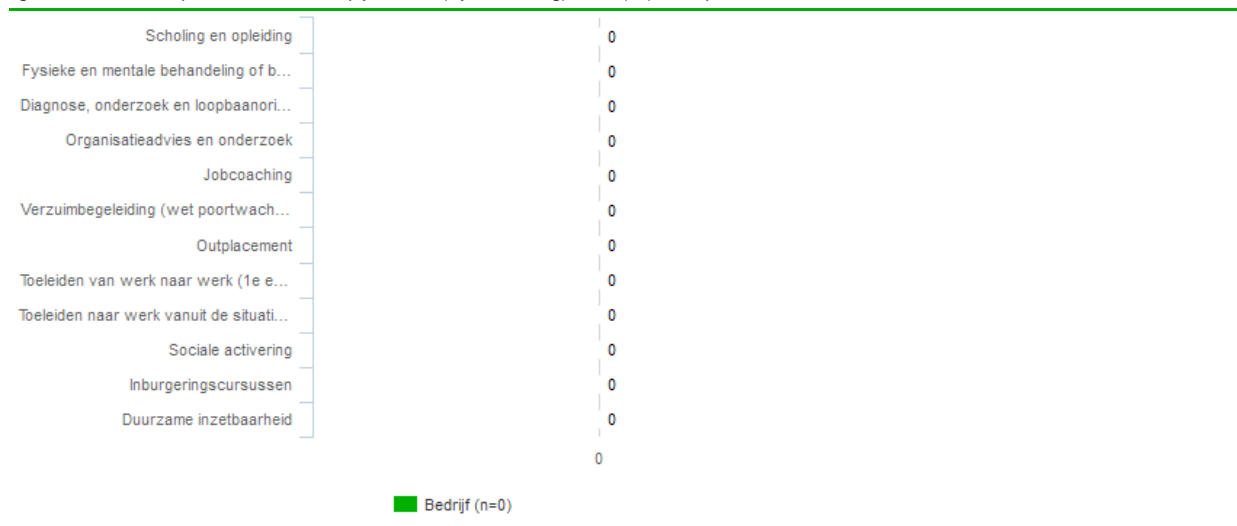 Scholing en opleiding 0
Fysieke en mentale behandeling of b... 0
Diagnose, onderzoek en loopbaanori... 0
Organisatieadvies en onderzoek 0
Jobcoaching 0
Verzuimbegeleiding (wet poortwach... 0
Outplacement 0
Toeleiden van werk naar werk (1e e... 0
Toeleiden naar werk vanuit de situati... 0
Sociale activering 0
Inburgeringscursussen 0
Duurzame inzetbaarheid 0
0
Bedrijf (n=0)